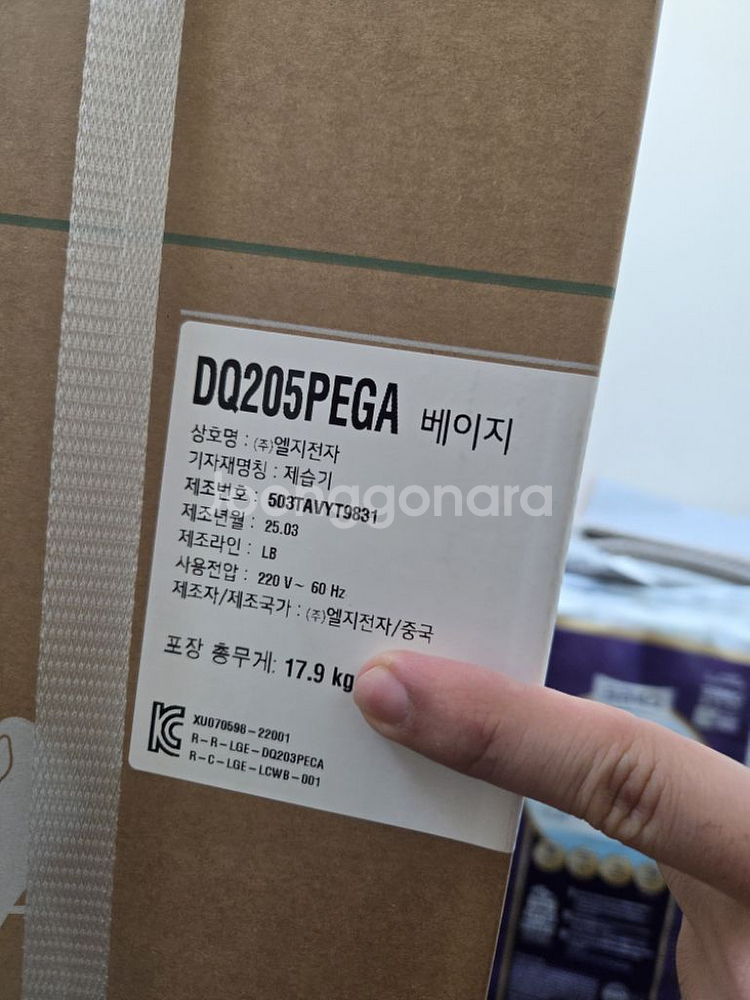 DQ205PEGA 베이지
상호명 : (주)엘지전자
기자재명칭 : 제습기
제조번호 : 503TAVYT9831
joonggonara
제조년월 : 25.03
제조라인 : LB
사용전압 : 220 V~ 60 Hz
제조자/제조국가 : (주)엘지전자/중국
포장 총무게: 17.9 kg
XU070598-22001
R-R-LGE-DQ203PECA
R-C-LGE-LCWB-001